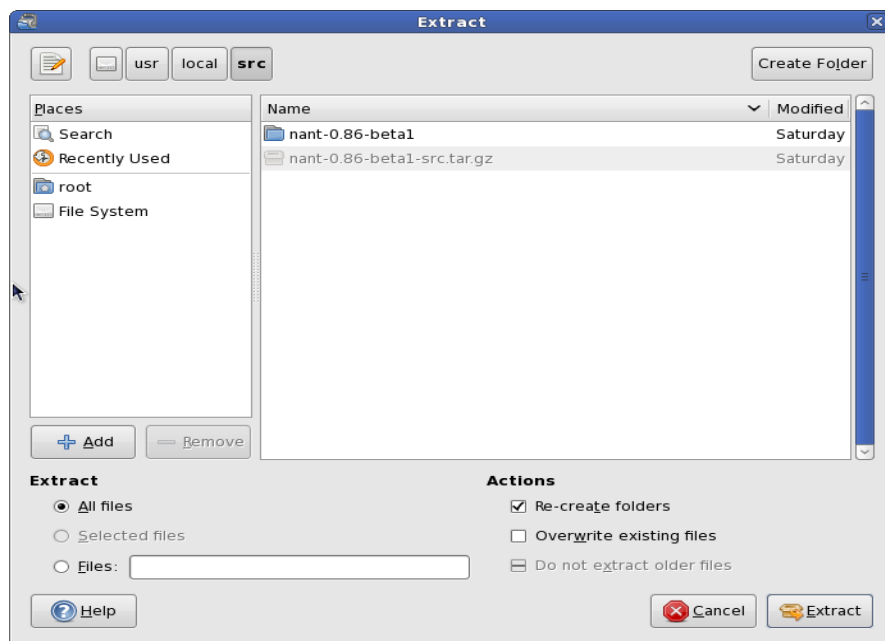 Extract
usr local src Create Folder
Places
Search
Recently Used
root
File System
Name Modified
nant-0.86-beta1 Saturday
nant-0.86-beta1-src.tar.gz Saturday
Add Remove
Extract
All files
Selected files
Files:
Actions
Re-create folders
Overwrite existing files
Do not extract older files
Help Cancel Extract